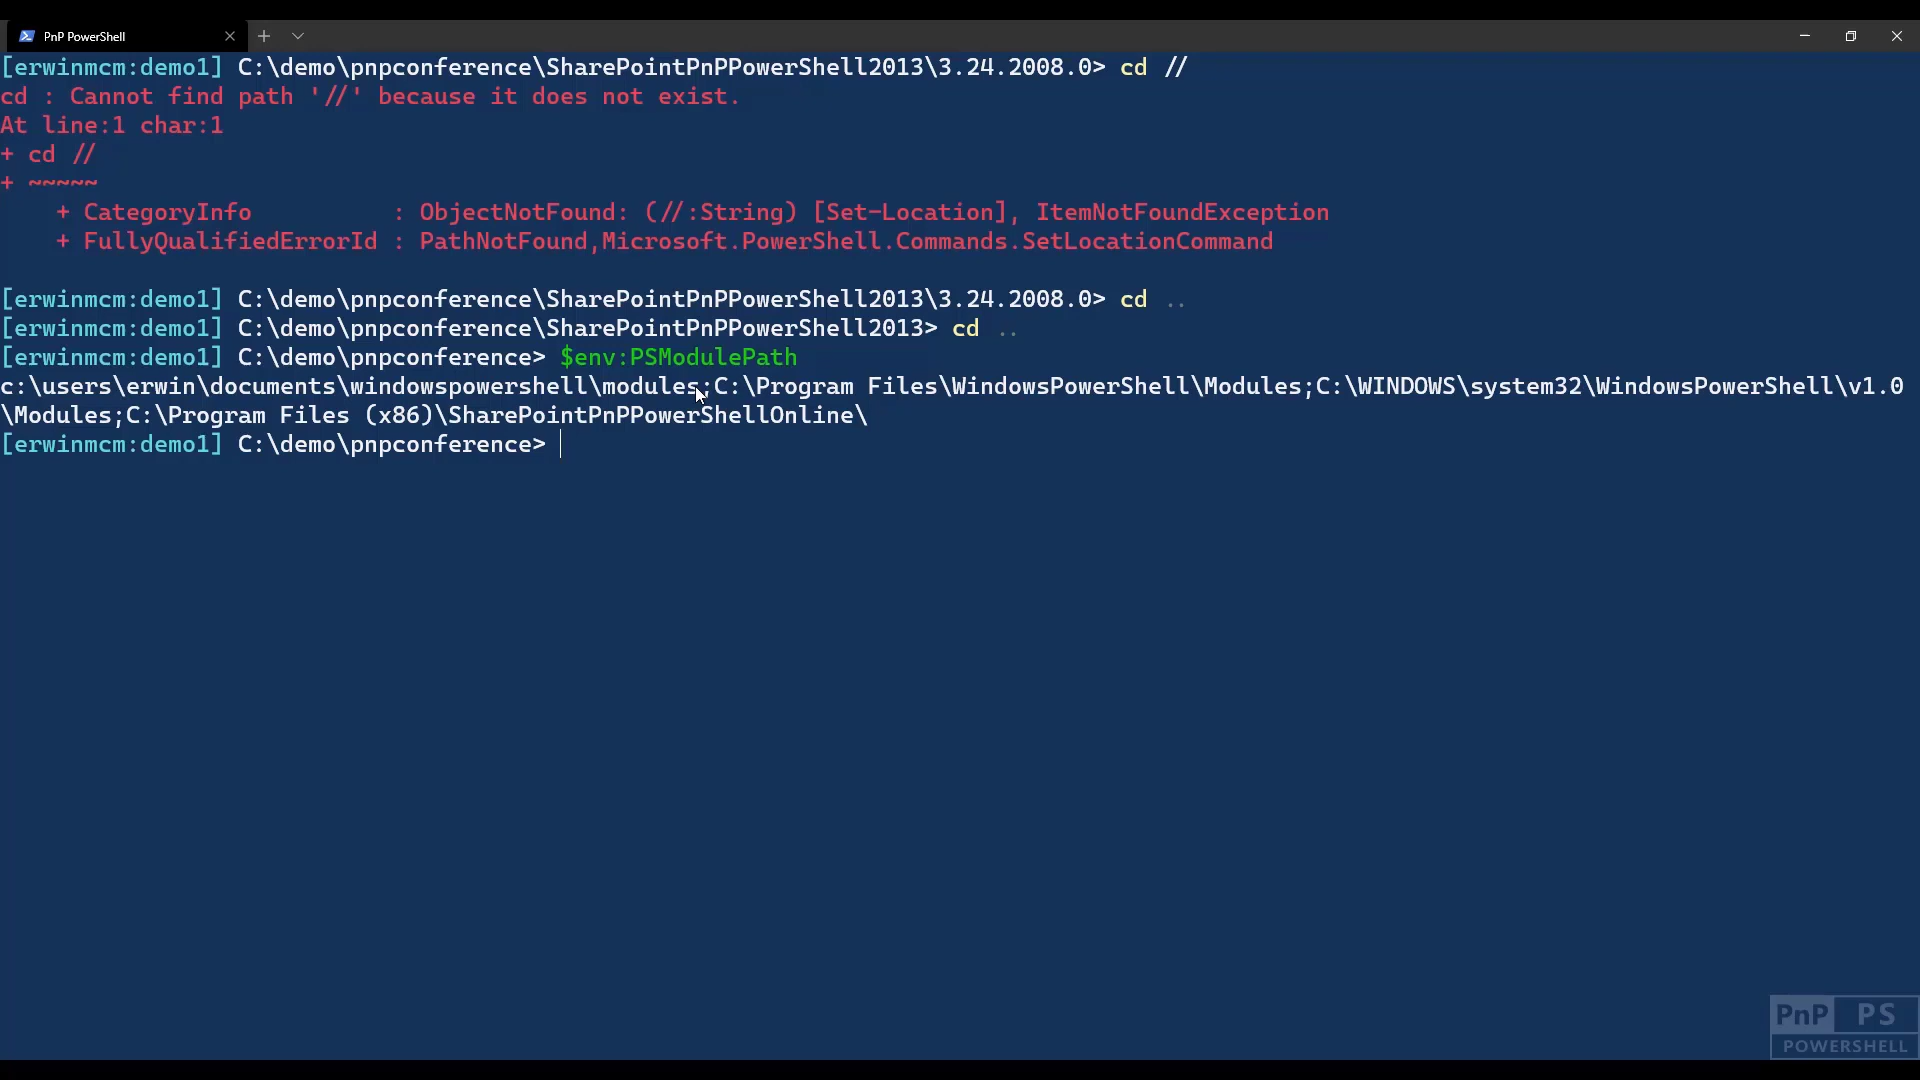 PnP PowerShell
[erwinmcm:demo1] C:\demo\pnpconference\SharePointPnPPowerShell2013\3.24.2008.0> cd //
cd : Cannot find path '//' because it does not exist.
At line:1 char:1
+ cd //
+ ~~~~~
    + CategoryInfo          : ObjectNotFound: (//:String) [Set-Location], ItemNotFoundException
    + FullyQualifiedErrorId : PathNotFound,Microsoft.PowerShell.Commands.SetLocationCommand
[erwinmcm:demo1] C:\demo\pnpconference\SharePointPnPPowerShell2013\3.24.2008.0> cd ..
[erwinmcm:demo1] C:\demo\pnpconference\SharePointPnPPowerShell2013> cd ..
[erwinmcm:demo1] C:\demo\pnpconference> $env:PSModulePath
c:\users\erwin\documents\windowspowershell\modules;C:\Program Files\WindowsPowerShell\Modules;C:\WINDOWS\system32\WindowsPowerShell\v1.0
\Modules;C:\Program Files (x86)\SharePointPnPPowerShellOnline\
[erwinmcm:demo1] C:\demo\pnpconference>
PnP PS
POWERSHELL